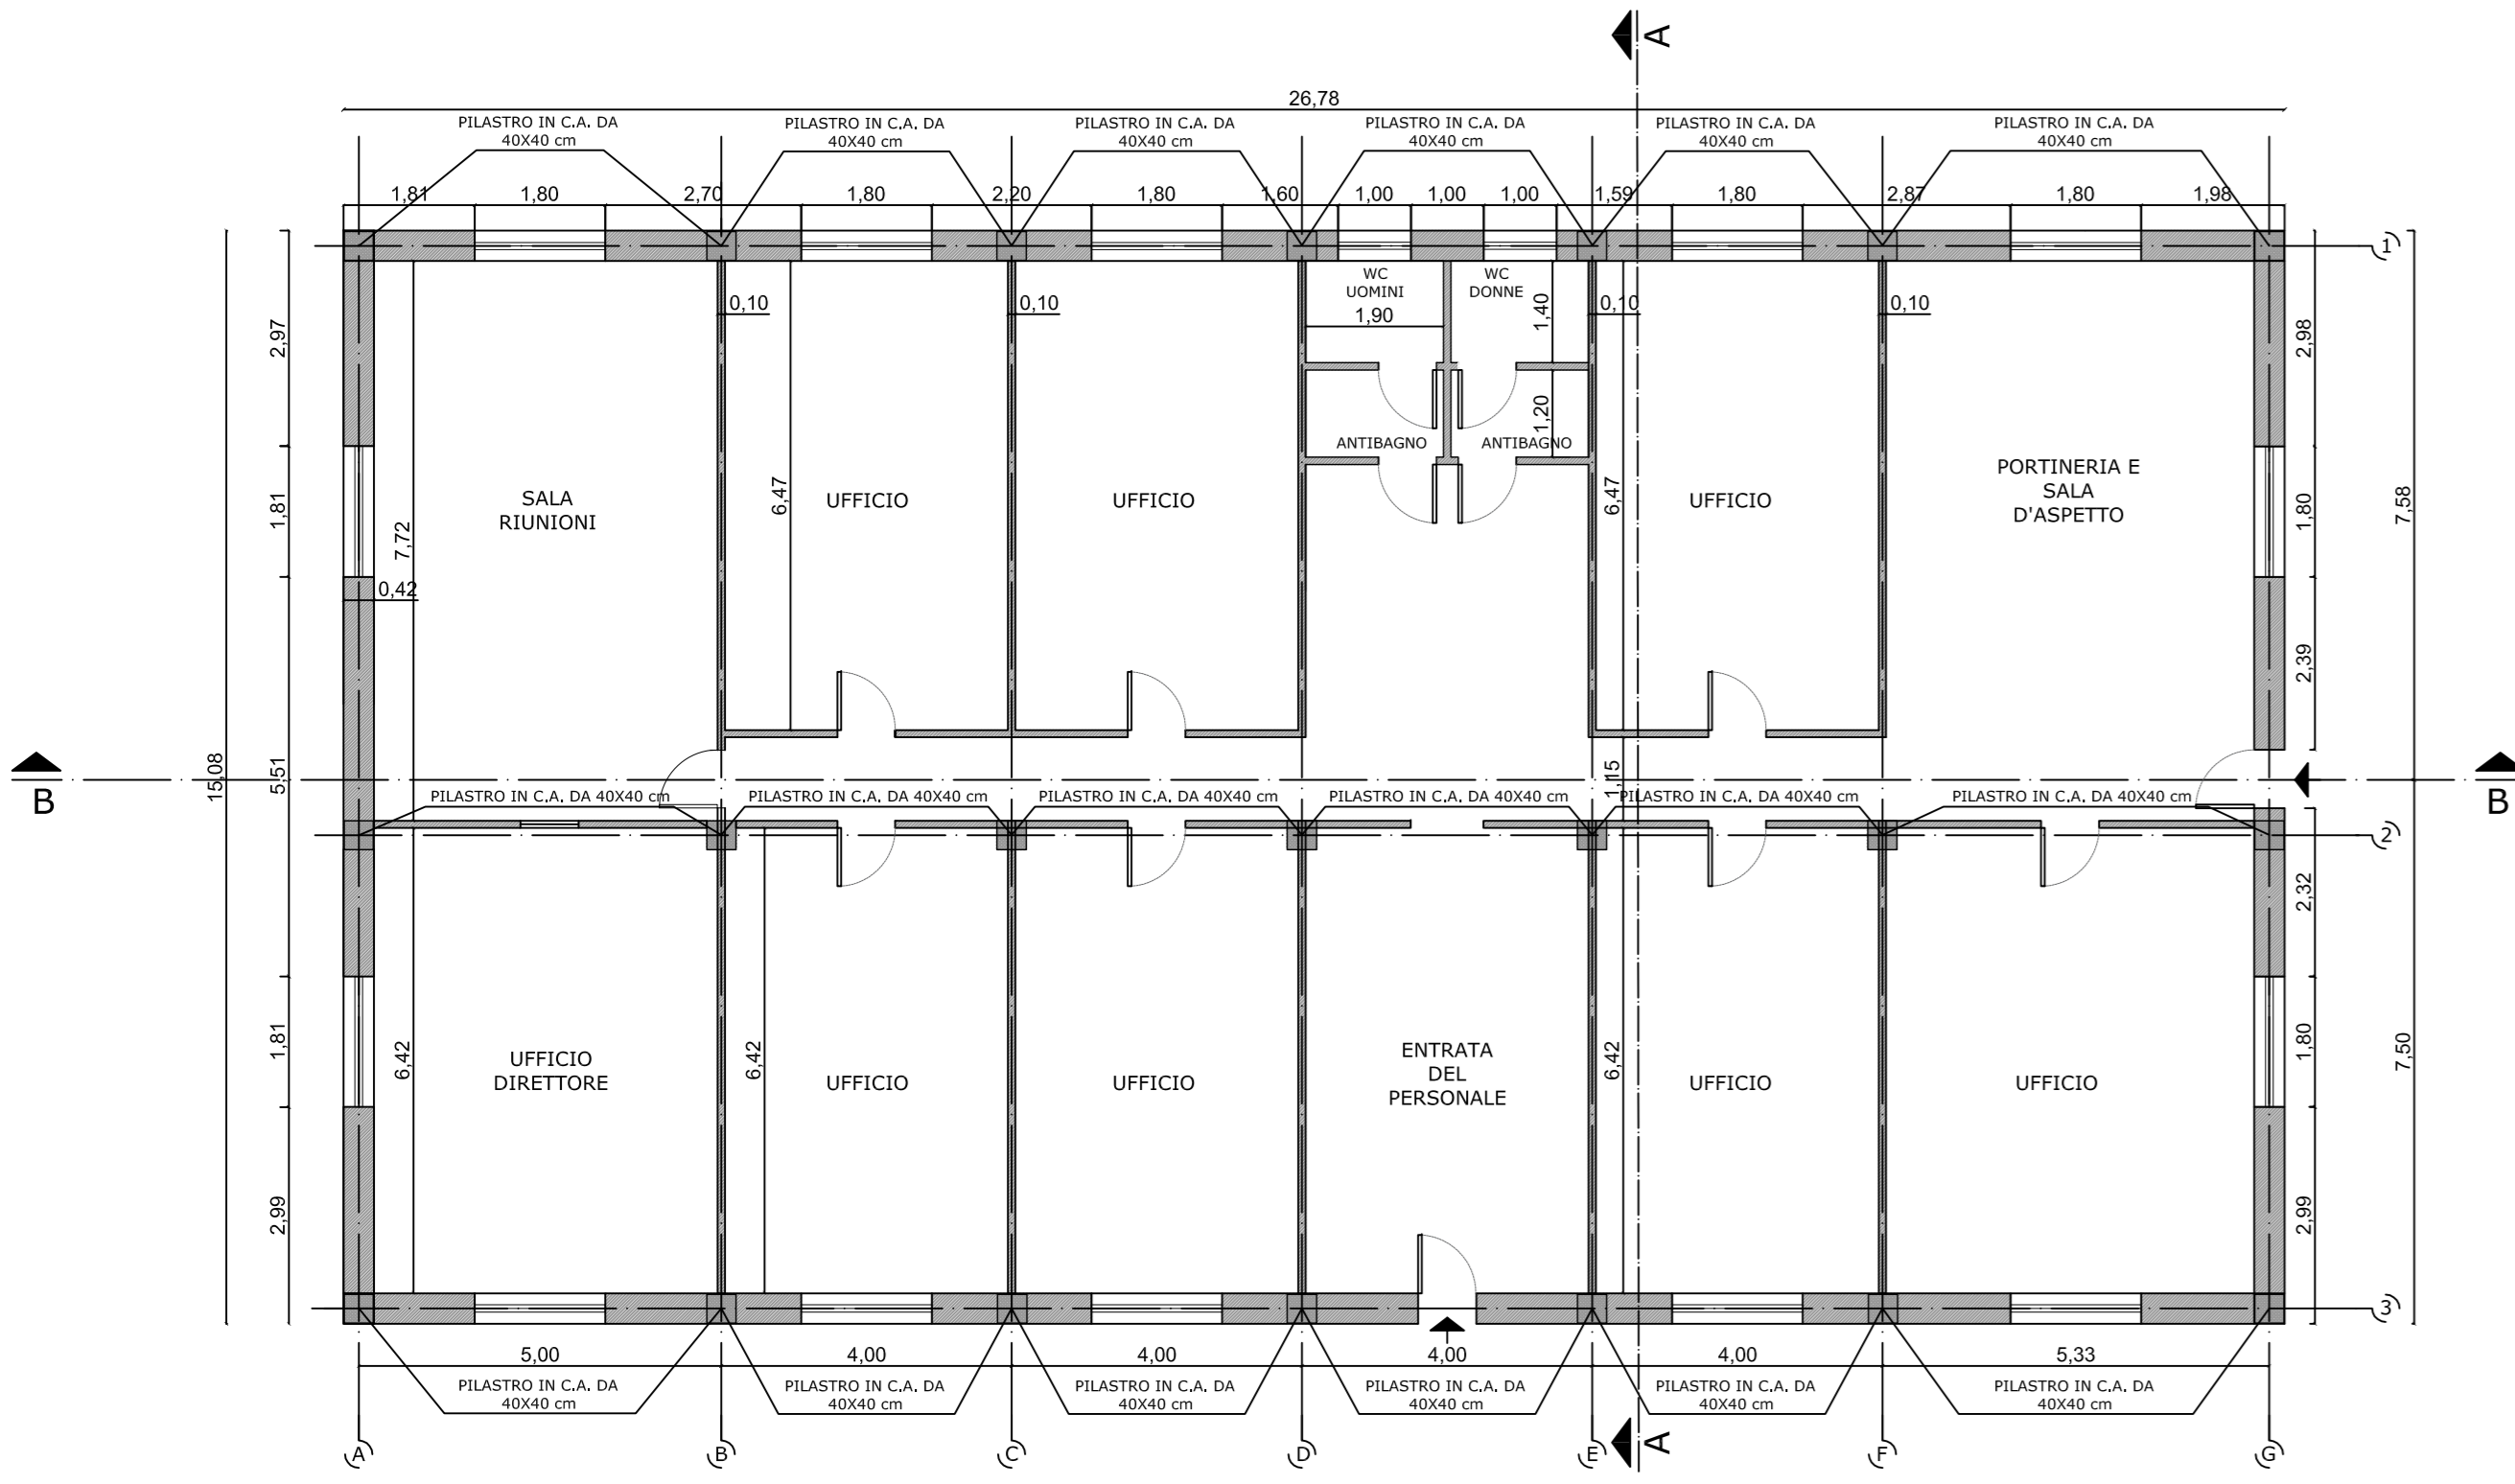 A
26,78
PILASTRO IN C.A. DA
40X40 cm
PILASTRO IN C.A. DA
40X40 cm
PILASTRO IN C.A. DA
40X40 cm
PILASTRO IN C.A. DA
40X40 cm
PILASTRO IN C.A. DA
40X40 cm
PILASTRO IN C.A. DA
40X40 cm
1,81
1,80
2,70
1,80
2,20
1,80
1,60
1,00
1,00
1,00
1,59
1,80
2,87
1,80
1,98
1
WC
UOMINI
WC
DONNE
0,10
0,10
1,90
1,40
0,10
0,10
2,97
2,98
1,20
ANTIBAGNO
ANTIBAGNO
SALA
RIUNIONI
UFFICIO
UFFICIO
UFFICIO
PORTINERIA E
SALA
D'ASPETTO
1,81
7,72
6,47
6,47
1,80
7,58
0,42
2,39
15,08
5,51
1,15
B
B
PILASTRO IN C.A. DA 40X40 cm
PILASTRO IN C.A. DA 40X40 cm
PILASTRO IN C.A. DA 40X40 cm
PILASTRO IN C.A. DA 40X40 cm
PILASTRO IN C.A. DA 40X40 cm
PILASTRO IN C.A. DA 40X40 cm
2
2,32
1,81
6,42
6,42
6,42
1,80
7,50
UFFICIO
DIRETTORE
UFFICIO
UFFICIO
ENTRATA
DEL
PERSONALE
UFFICIO
UFFICIO
2,99
2,99
3
5,00
4,00
4,00
4,00
4,00
5,33
PILASTRO IN C.A. DA
40X40 cm
PILASTRO IN C.A. DA
40X40 cm
PILASTRO IN C.A. DA
40X40 cm
PILASTRO IN C.A. DA
40X40 cm
PILASTRO IN C.A. DA
40X40 cm
PILASTRO IN C.A. DA
40X40 cm
A
B
C
D
E
A
F
G